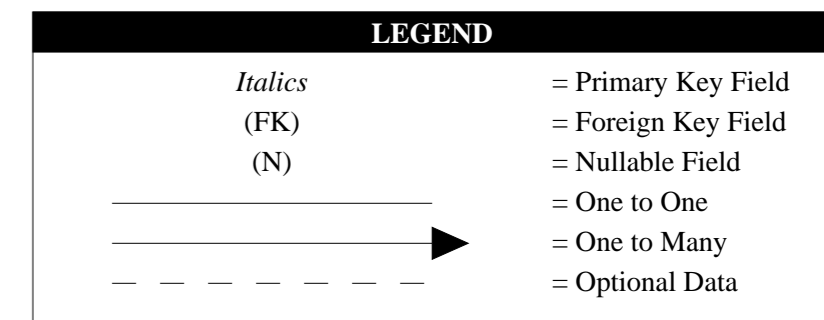 LEGEND
Italics = Primary Key Field
(FK) = Foreign Key Field
(N) = Nullable Field
= One to One
= One to Many
= Optional Data